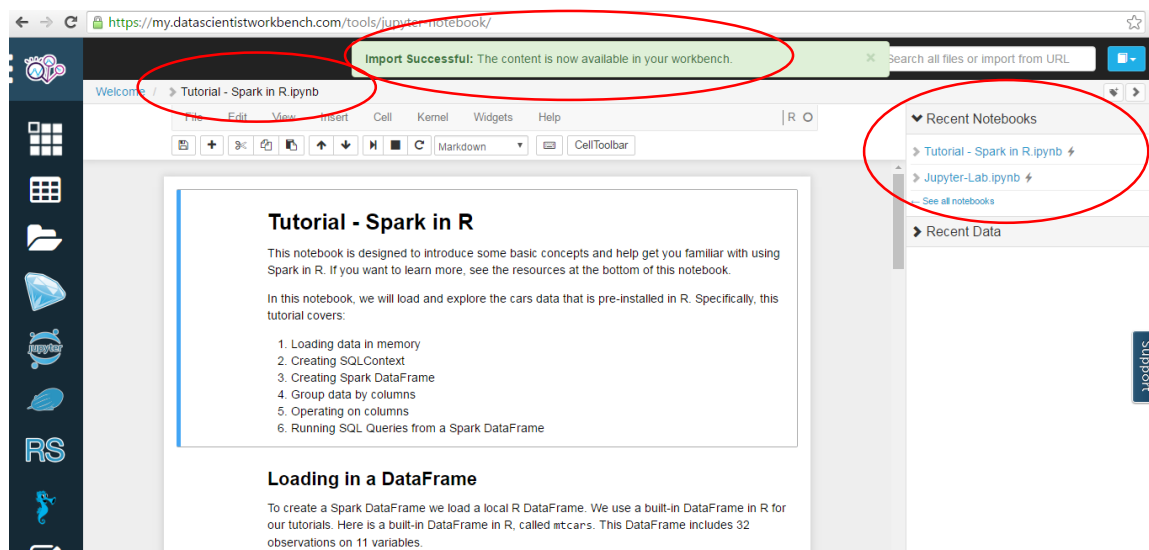 https://my.datascientistworkbench.com/tools/jupyter-notebook/
Import Successful: The content is now available in your workbench. ×
Search all files or import from URL
Welcome / Tutorial - Spark in R.ipynb
File Edit View Insert Cell Kernel Widgets Help R
Markdown CellToolbar
Recent Notebooks
Tutorial - Spark in R.ipynb
Jupyter-Lab.ipynb
See all notebooks
Recent Data
Tutorial - Spark in R
This notebook is designed to introduce some basic concepts and help get you familiar with using
Spark in R. If you want to learn more, see the resources at the bottom of this notebook.
In this notebook, we will load and explore the cars data that is pre-installed in R. Specifically, this
tutorial covers:
1. Loading data in memory
2. Creating SQLContext
3. Creating Spark DataFrame
4. Group data by columns
5. Operating on columns
6. Running SQL Queries from a Spark DataFrame
Loading in a DataFrame
To create a Spark DataFrame we load a local R DataFrame. We use a built-in DataFrame in R for
our tutorials. Here is a built-in DataFrame in R, called mtcars. This DataFrame includes 32
observations on 11 variables.
jupyter
RS
Support